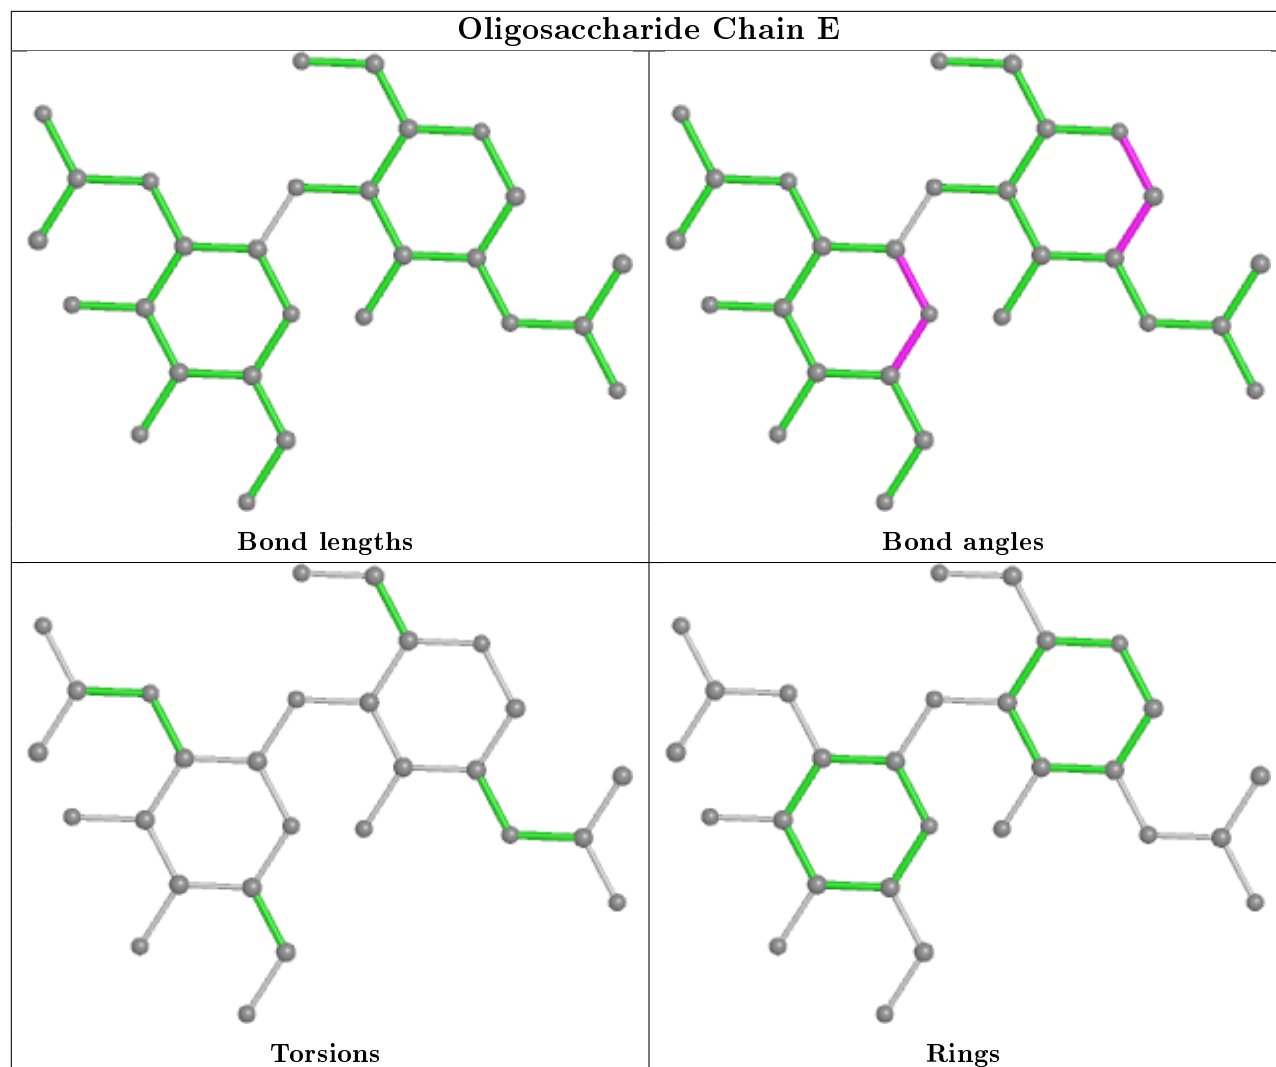 Oligosaccharide Chain E
Bond lengths
Bond angles
Torsions
Rings